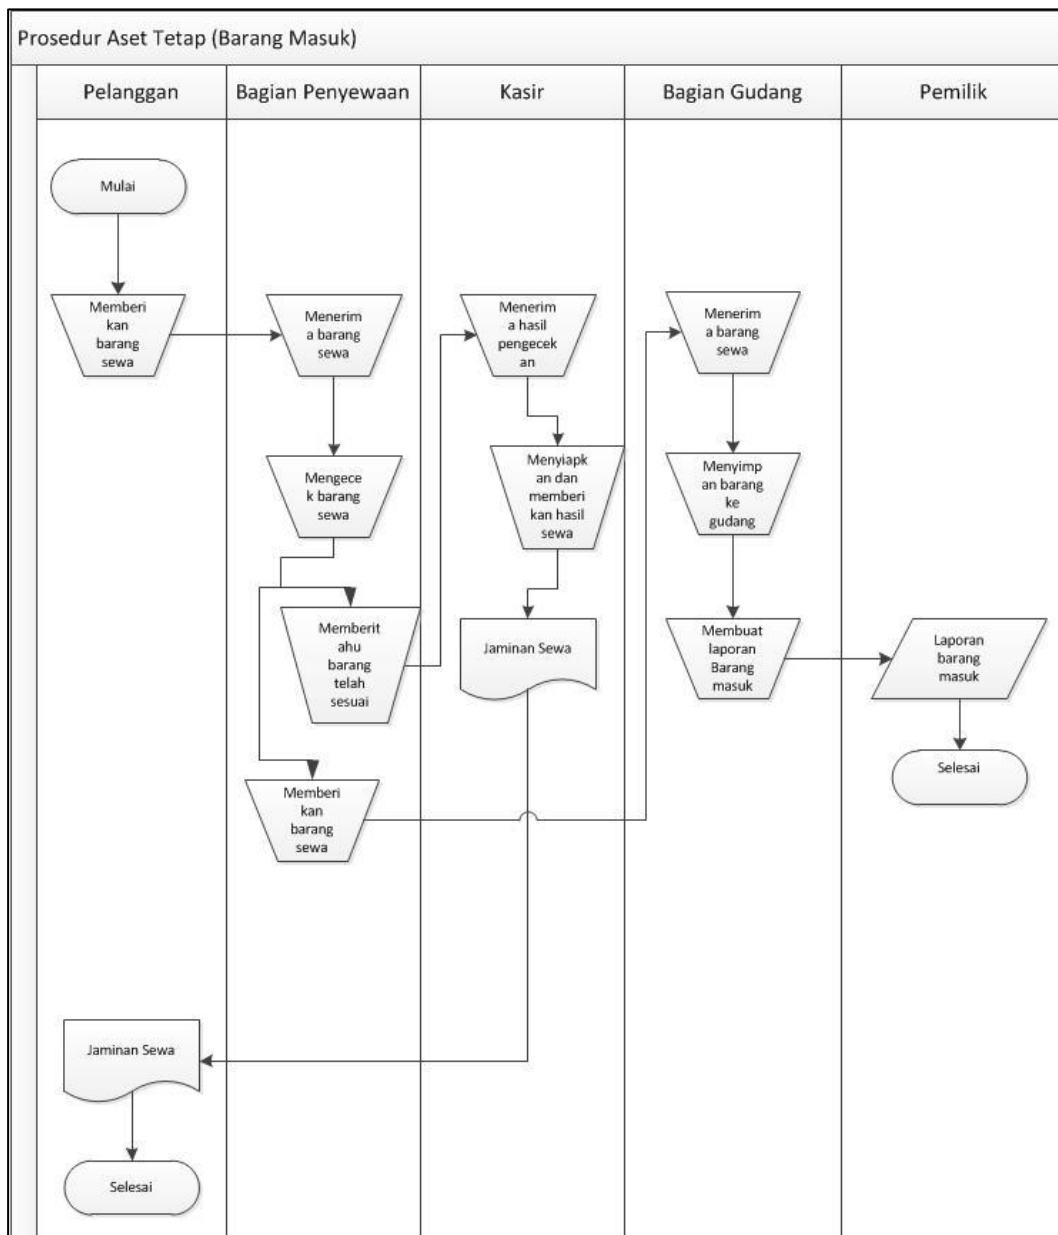 Prosedur Aset Tetap (Barang Masuk)
Pelanggan
Bagian Penyewaan
Kasir
Bagian Gudang
Pemilik
Mulai
Memberi
kan
barang
sewa
Menerim
a barang
sewa
Menerim
a hasil
pengecek
an
Menerim
a barang
sewa
Mengece
k barang
sewa
Menyiapk
an dan
memberi
kan hasil
sewa
Menyimp
an barang
ke
gudang
Memberit
ahu
barang
telah
sesuai
Jaminan Sewa
Membuat
laporan
Barang
masuk
Laporan
barang
masuk
Selesai
Memberi
kan
barang
sewa
Jaminan Sewa
Selesai